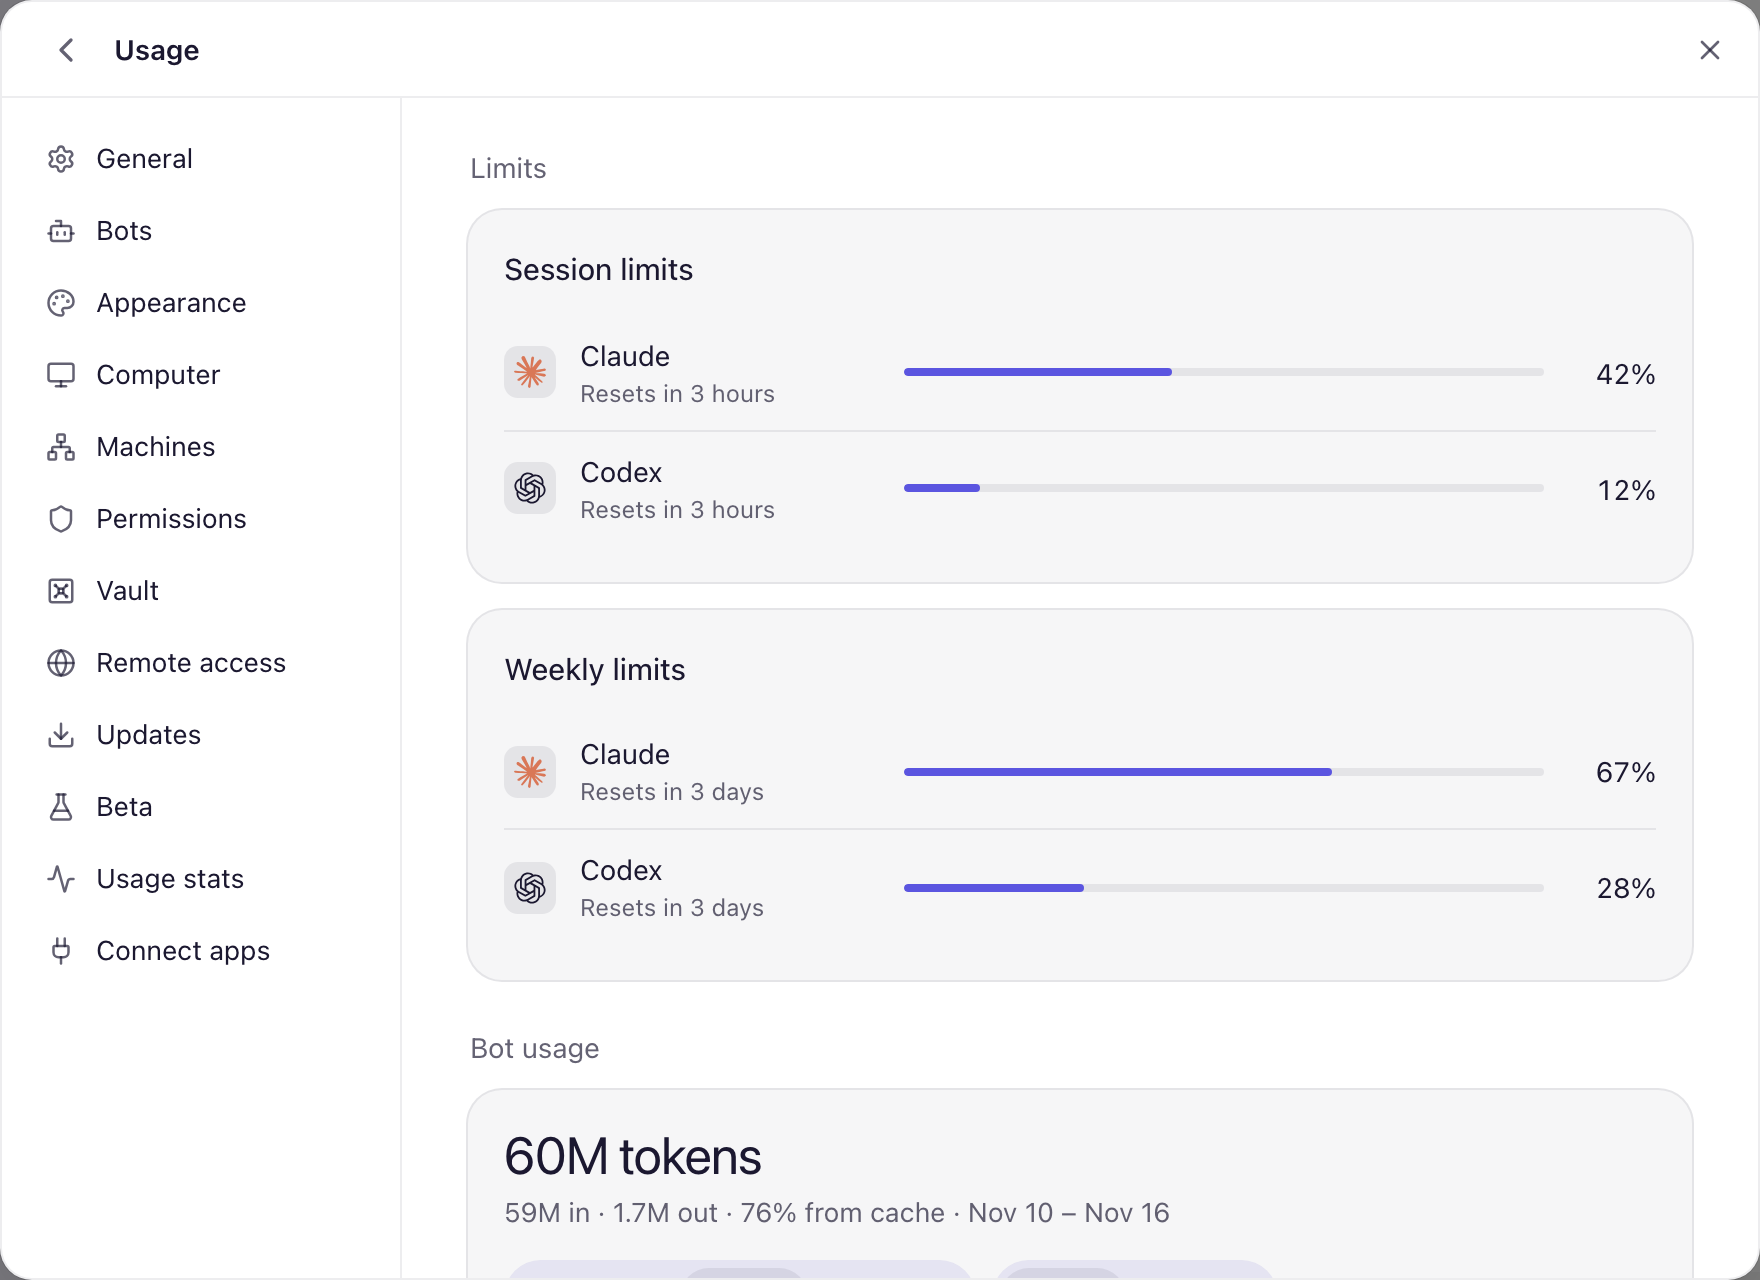 Usage
General
Bots
Appearance
Computer
Machines
Permissions
Vault
Remote access
Updates
Beta
Usage stats
Connect apps
Limits
Session limits
Claude
Resets in 3 hours
42%
Codex
Resets in 3 hours
12%
Weekly limits
Claude
Resets in 3 days
67%
Codex
Resets in 3 days
28%
Bot usage
60M tokens
59M in · 1.7M out · 76% from cache · Nov 10 – Nov 16